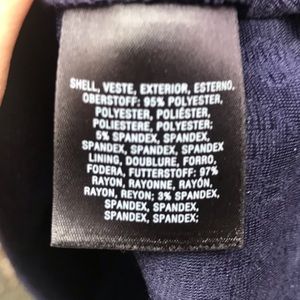 SHELL, VESTE, EXTERIOR, ESTERNO,
OBERSTOFF: 95% POLYESTER,
POLYESTER, POLIÉSTER,
POLIESTERE, POLYESTER;
5% SPANDEX, SPANDEX,
SPANDEX, SPANDEX, SPANDEX
LINING, DOUBLURE, FORRO,
FODERA, FUTTERSTOFF: 97%
RAYON, RAYONNE, RAYÓN,
RAYON, REYON; 3% SPANDEX,
SPANDEX, SPANDEX,
SPANDEX, SPANDEX;